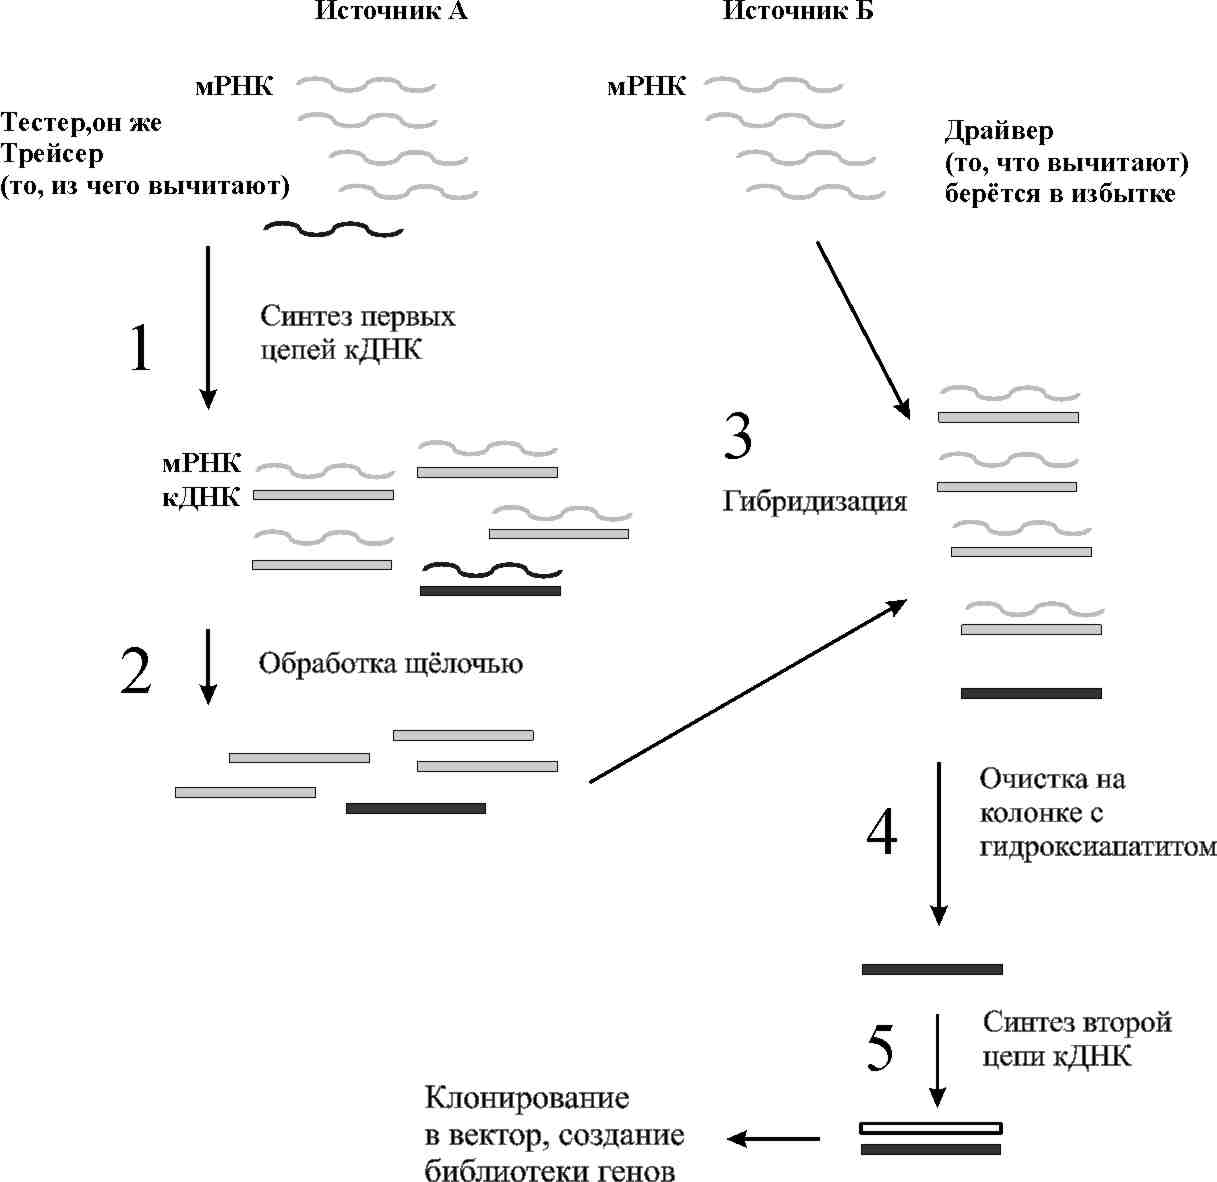 Источник А
Источник Б
мРНК
мРНК
Тестер,он же
Трейсер
(то, из чего вычитают)
Драйвер
(то, что вычитают)
берётся в избытке
1
Синтез первых
цепей кДНК
мРНК
кДНК
3
Гибридизация
2
Обработка щёлочью
4
Очистка на
колонке с
гидроксиапатитом
5
Синтез второй
цепи кДНК
Клонирование
в вектор, создание
библиотеки генов